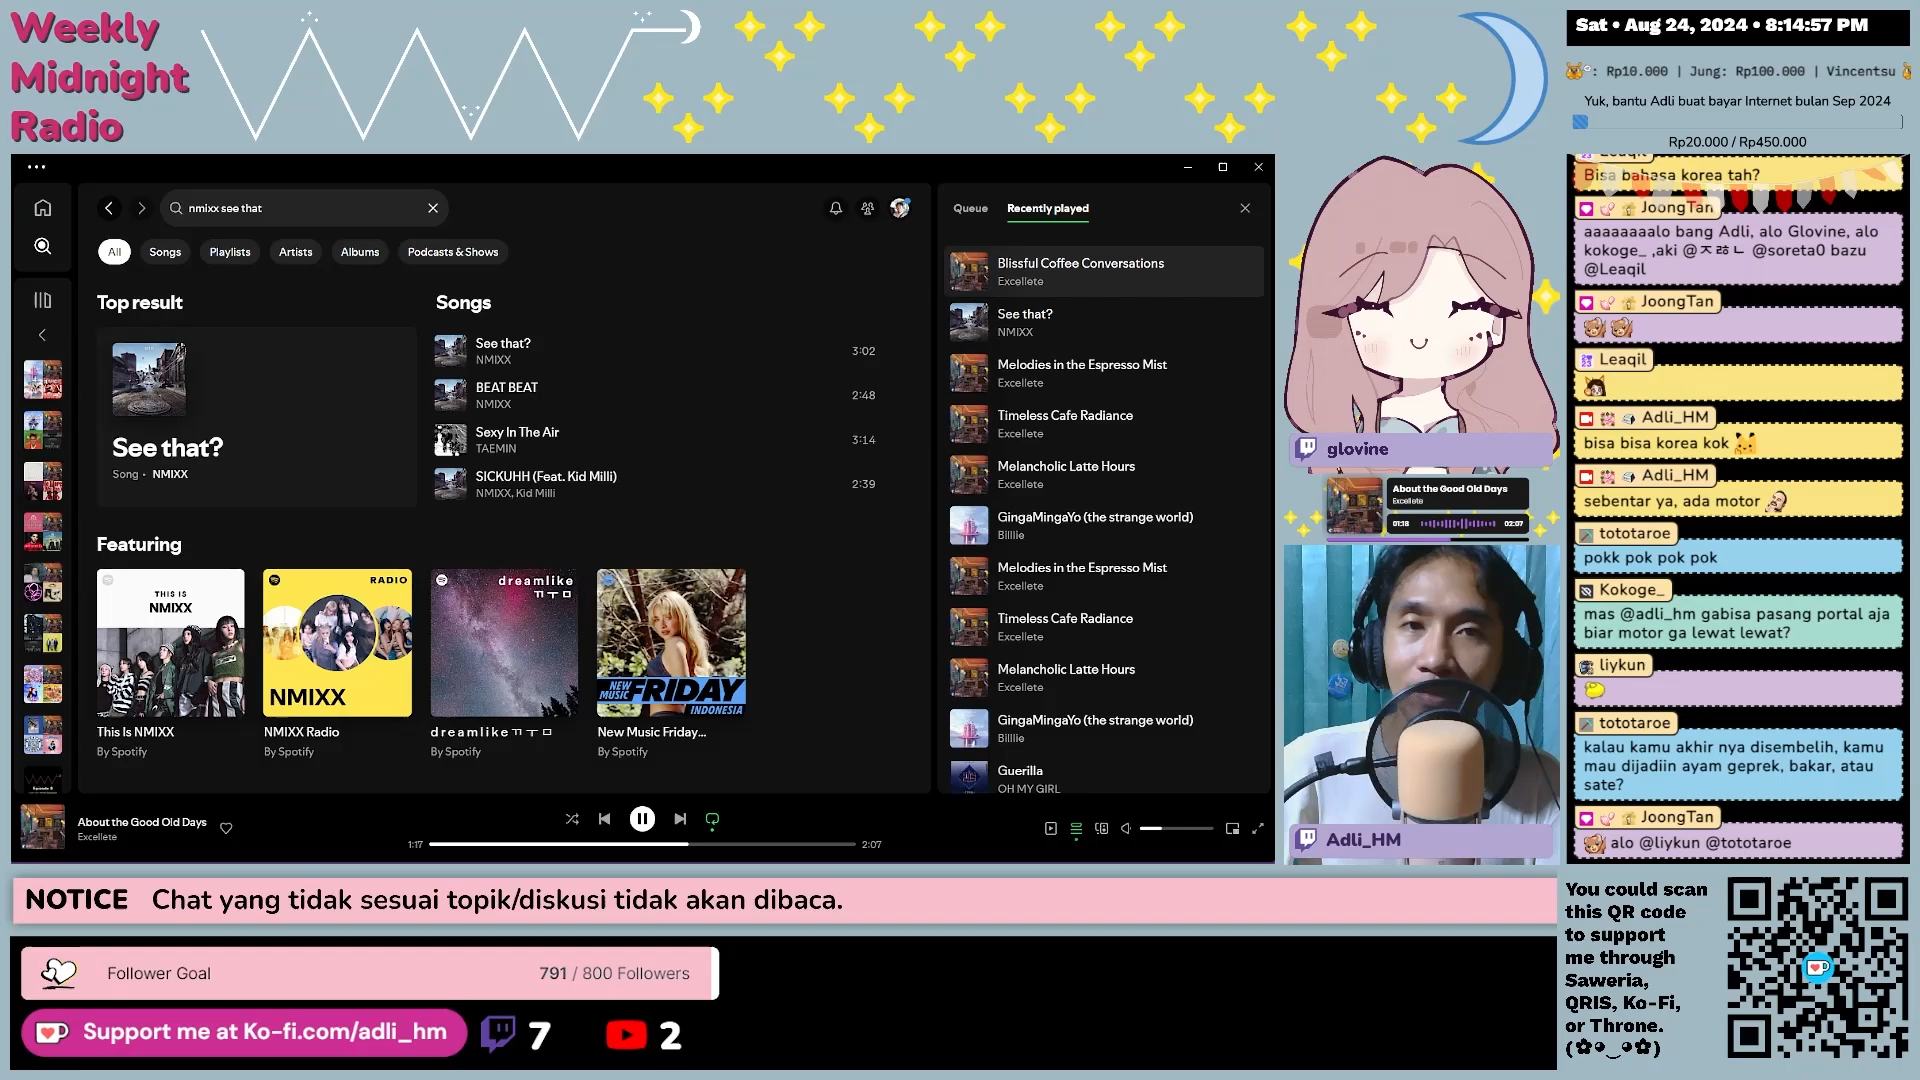 Weekly
Midnight
Radio
Sat • Aug 24, 2024 • 8:14:57 PM
: Rp10.000 | Jung: Rp100.000 | Vincentsu
Yuk, bantu Adli buat bayar Internet bulan Sep 2024
Rp20.000 / Rp450.000
nmixx see that
All
Songs
Playlists
Artists
Albums
Podcasts & Shows
Top result
See that?
Song • NMIXX
Songs
See that?
NMIXX
3:02
BEAT BEAT
NMIXX
2:48
Sexy In The Air
TAEMIN
3:14
SICKUHH (Feat. Kid Milli)
NMIXX, Kid Milli
2:39
Featuring
THIS IS
NMIXX
RADIO
NMIXX
dreamlike
ㄲㅜㅁ
NEW MUSIC FRIDAY
INDONESIA
This Is NMIXX
By Spotify
NMIXX Radio
By Spotify
dreamlike ㄲㅜㅁ
By Spotify
New Music Friday...
By Spotify
Queue
Recently played
Blissful Coffee Conversations
Excellete
See that?
NMIXX
Melodies in the Espresso Mist
Excellete
Timeless Cafe Radiance
Excellete
Melancholic Latte Hours
Excellete
GingaMingaYo (the strange world)
Billlie
Melodies in the Espresso Mist
Excellete
Timeless Cafe Radiance
Excellete
Melancholic Latte Hours
Excellete
GingaMingaYo (the strange world)
Billlie
Guerilla
OH MY GIRL
About the Good Old Days
Excellete
1:17
2:07
glovine
About the Good Old Days
Excellete
01:18
02:07
Adli_HM
Leaqil
Bisa bahasa korea tah?
JoongTan
aaaaaaaalo bang Adli, alo Glovine, alo
kokoge_ ,aki @ㅈㄻㄴ @soreta0 bazu
@Leaqil
JoongTan
Leaqil
Adli_HM
bisa bisa korea kok
Adli_HM
sebentar ya, ada motor
tototaroe
pokk pok pok pok
Kokoge_
mas @adli_hm gabisa pasang portal aja
biar motor ga lewat lewat?
liykun
tototaroe
kalau kamu akhir nya disembelih, kamu
mau dijadiin ayam geprek, bakar, atau
sate?
JoongTan
alo @liykun @tototaroe
NOTICE Chat yang tidak sesuai topik/diskusi tidak akan dibaca.
Follower Goal
791 / 800 Followers
Support me at Ko-fi.com/adli_hm
7
2
You could scan
this QR code
to support
me through
Saweria,
QRIS, Ko-Fi,
or Throne.
(✿◕‿◕✿)